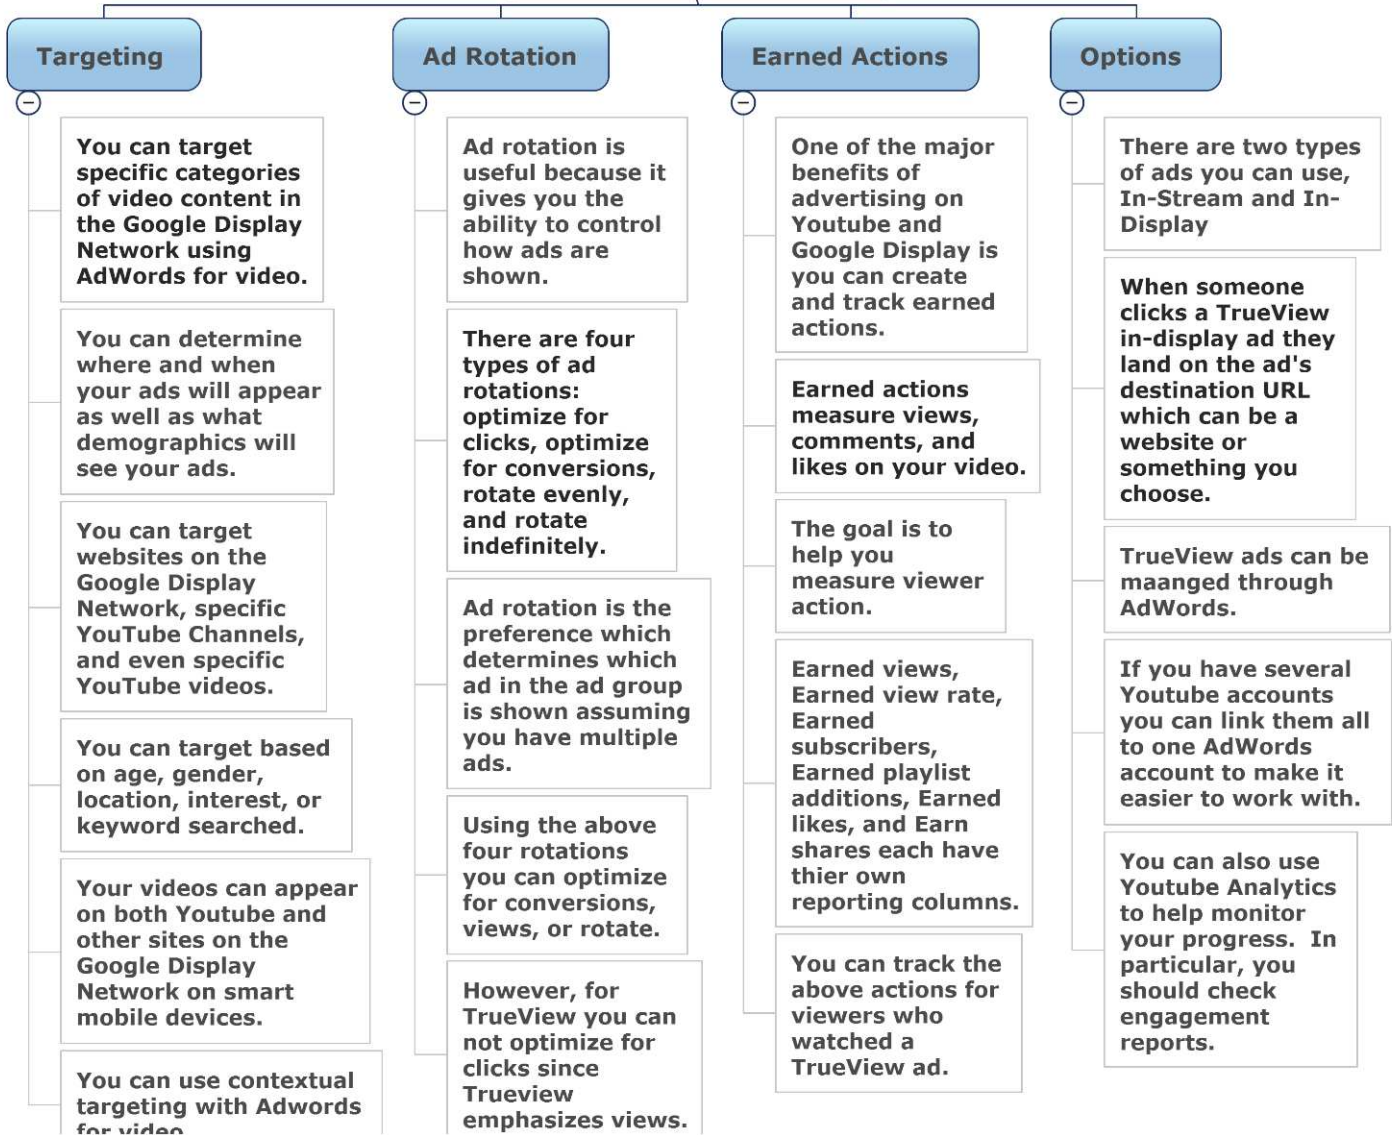 Targeting
You can target
specific categories
of video content in
the Google Display
Network using
AdWords for video.
You can determine
where and when
your ads will appear
as well as what
demographics will
see your ads.
You can target
websites on the
Google Display
Network, specific
YouTube Channels,
and even specific
YouTube videos.
You can target based
on age, gender,
location, interest, or
keyword searched.
Your videos can appear
on both Youtube and
other sites on the
Google Display
Network on smart
mobile devices.
You can use contextual
targeting with Adwords
for video
Ad Rotation
Ad rotation is
useful because it
gives you the
ability to control
how ads are
shown.
There are four
types of ad
rotations:
optimize for
clicks, optimize
for conversions,
rotate evenly,
and rotate
indefinitely.
Ad rotation is the
preference which
determines which
ad in the ad group
is shown assuming
you have multiple
ads.
Using the above
four rotations
you can optimize
for conversions,
views, or rotate.
However, for
TrueView you can
not optimize for
clicks since
Trueview
emphasizes views.
Earned Actions
One of the major
benefits of
advertising on
Youtube and
Google Display is
you can create
and track earned
actions.
Earned actions
measure views,
comments, and
likes on your video.
The goal is to
help you
measure viewer
action.
Earned views,
Earned view rate,
Earned
subscribers,
Earned playlist
additions, Earned
likes, and Earn
shares each have
thier own
reporting columns.
You can track the
above actions for
viewers who
watched a
TrueView ad.
Options
There are two types
of ads you can use,
In-Stream and In-
Display
When someone
clicks a TrueView
in-display ad they
land on the ad's
destination URL
which can be a
website or
something you
choose.
TrueView ads can be
maanged through
AdWords.
If you have several
Youtube accounts
you can link them all
to one AdWords
account to make it
easier to work with.
You can also use
Youtube Analytics
to help monitor
your progress.  In
particular, you
should check
engagement
reports.